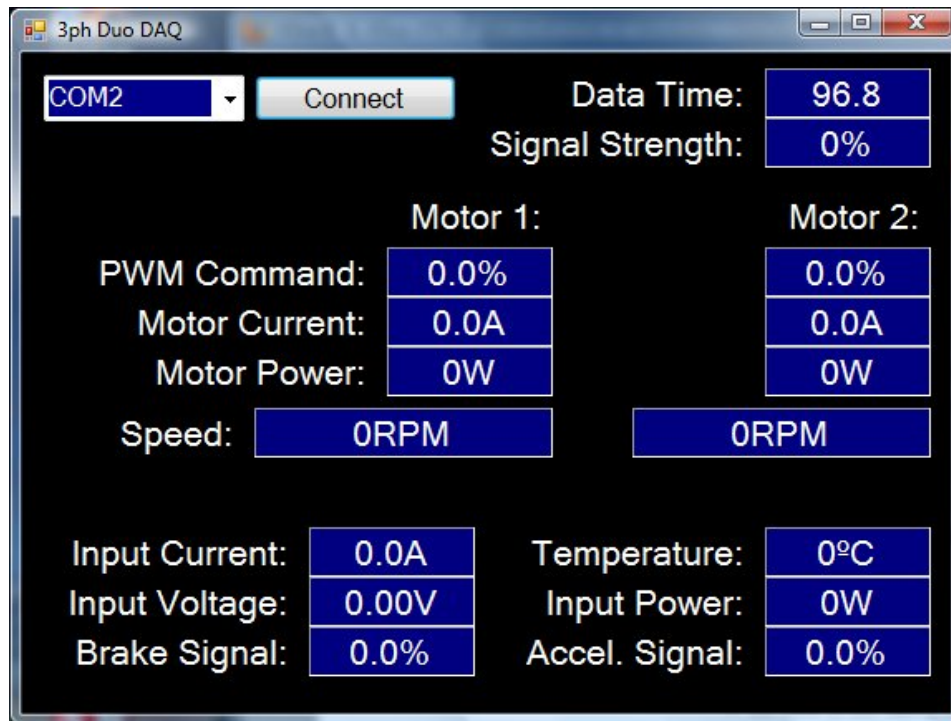 3ph Duo DAQ
COM2 Connect Data Time: 96.8
Signal Strength: 0%
Motor 1: Motor 2:
PWM Command: 0.0% 0.0%
Motor Current: 0.0A 0.0A
Motor Power: 0W 0W
Speed: 0RPM 0RPM
Input Current: 0.0A Temperature: 0ºC
Input Voltage: 0.00V Input Power: 0W
Brake Signal: 0.0% Accel. Signal: 0.0%